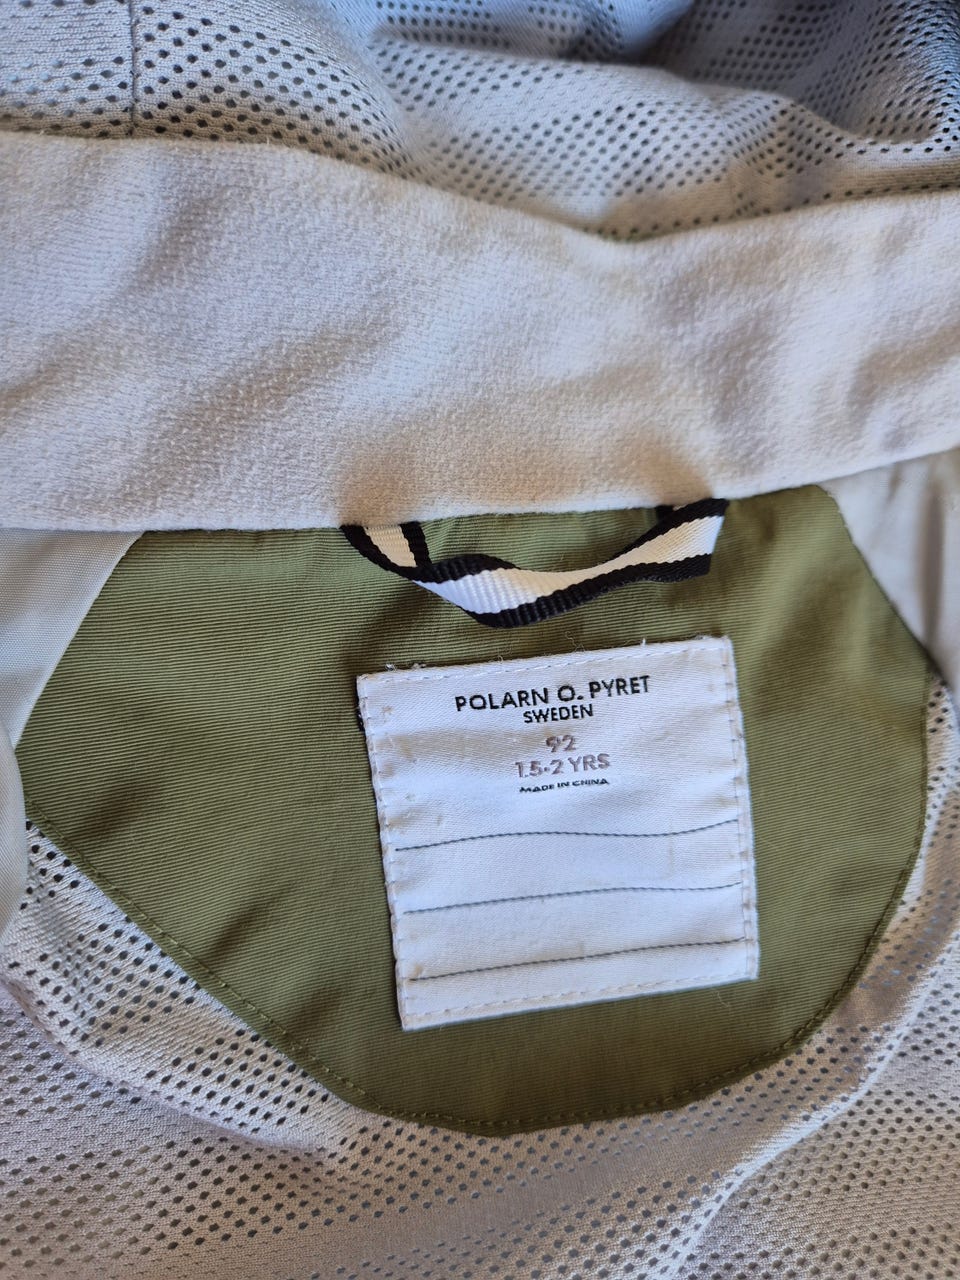 POLARN O. PYRET
SWEDEN
92
1.5-2 YRS
MADE IN CHINA